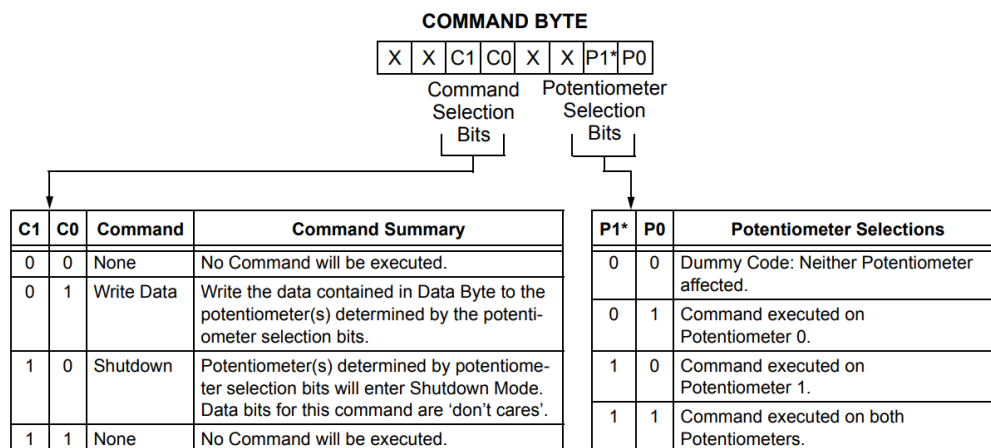 COMMAND BYTE
X X C1 C0 X X P1* P0
Command
Selection
Bits
Potentiometer
Selection
Bits
C1 C0 Command Command Summary
0 0 None No Command will be executed.
0 1 Write Data Write the data contained in Data Byte to the
potentiometer(s) determined by the potenti-
ometer selection bits.
1 0 Shutdown Potentiometer(s) determined by potentiome-
ter selection bits will enter Shutdown Mode.
Data bits for this command are ‘don’t cares’.
1 1 None No Command will be executed.
P1* P0 Potentiometer Selections
0 0 Dummy Code: Neither Potentiometer
affected.
0 1 Command executed on
Potentiometer 0.
1 0 Command executed on
Potentiometer 1.
1 1 Command executed on both
Potentiometers.